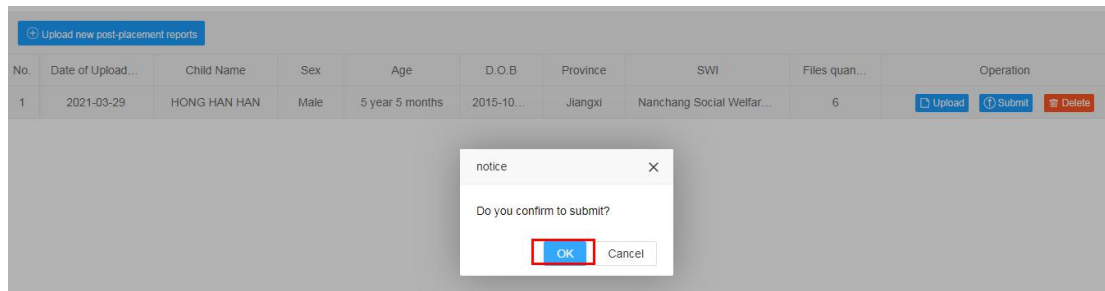 Upload new post-placement reports
No. Date of Upload... Child Name Sex Age D.O.B Province SWI Files quan... Operation
1 2021-03-29 HONG HAN HAN Male 5 year 5 months 2015-10... Jiangxi Nanchang Social Welfar... 6 Upload Submit Delete
notice
Do you confirm to submit?
OK Cancel